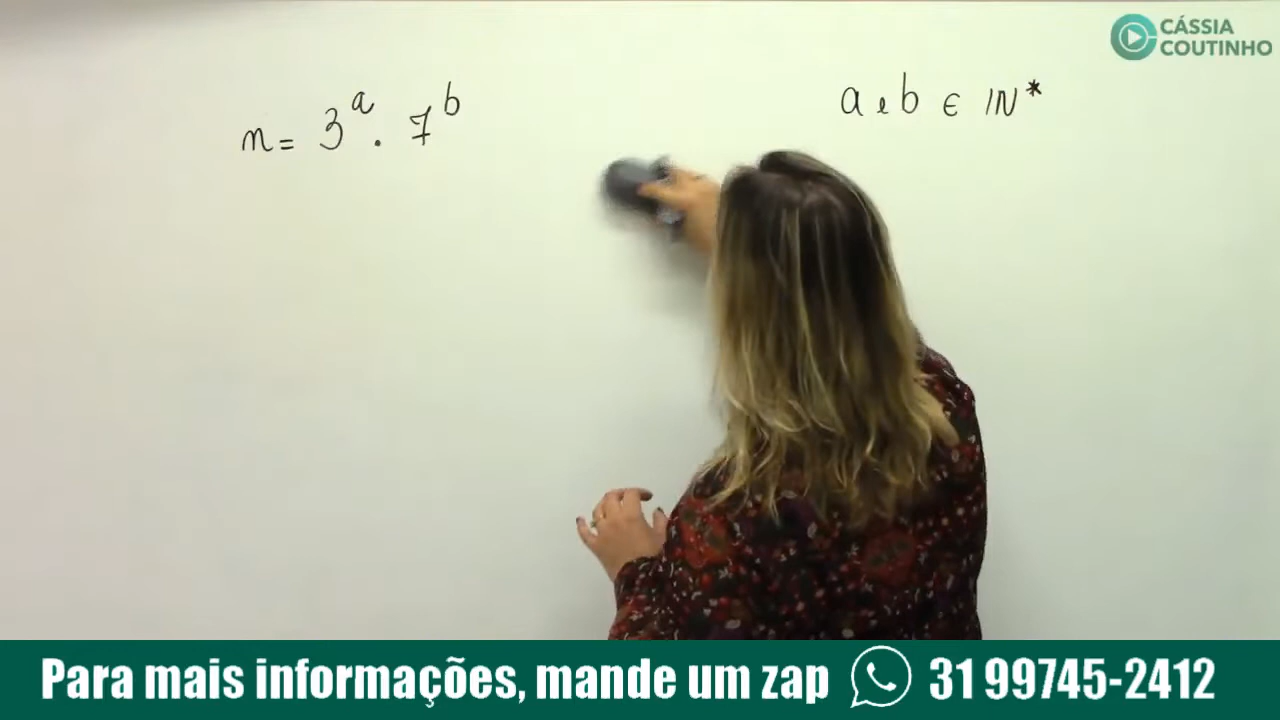 CÁSSIA
COUTINHO
n = 3^a . 7^b
a e b ∈ IN*
Para mais informações, mande um zap 31 99745-2412